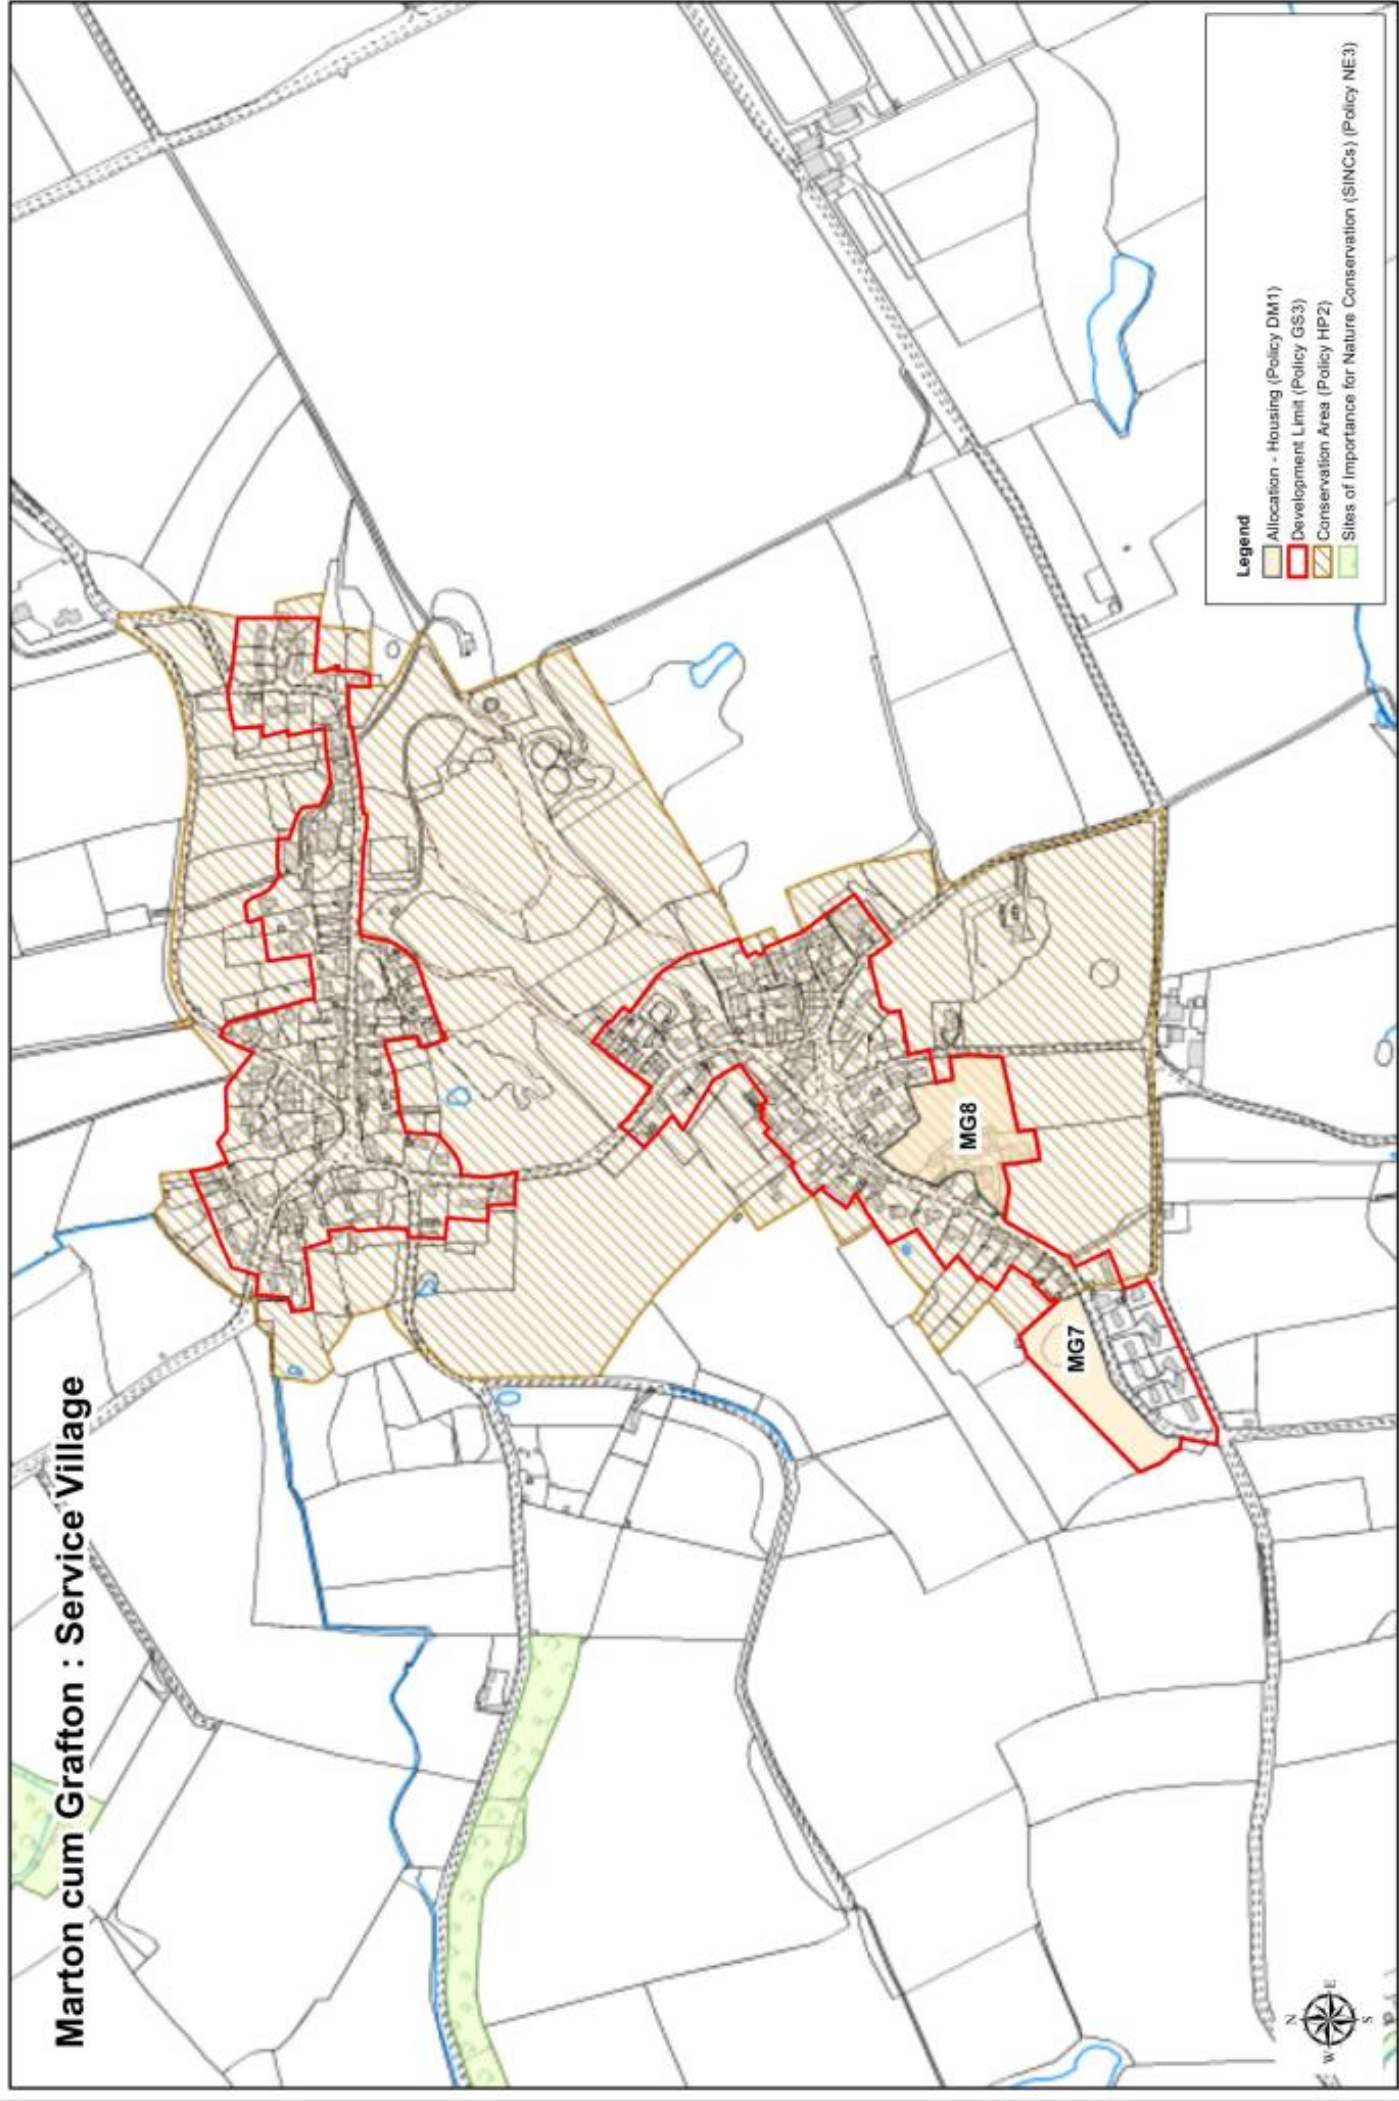 Marton cum Grafton : Service Village
MG8
MG7
Legend
Allocation - Housing (Policy DM1)
Development Limit (Policy GS3)
Conservation Area (Policy HP2)
Sites of Importance for Nature Conservation (SINCs) (Policy NE3)
N
W
E
S